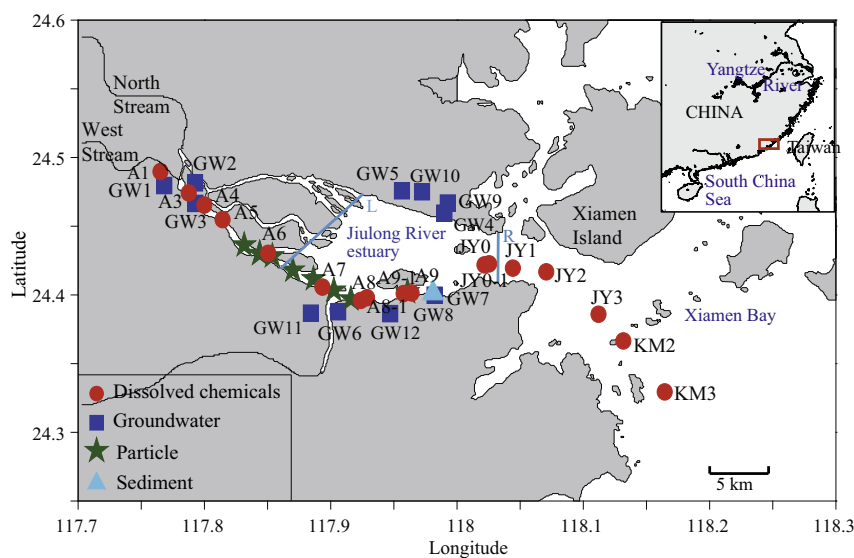 24.6
24.5
24.4
24.3
Latitude
117.7
117.8
117.9
118
118.1
118.2
118.3
Longitude
North
Stream
West
Stream
A1
GW1
GW2
A3
GW3
A4
A5
A6
A7
A8
A8-1
A9-1
A9
GW5
GW10
GW9
GW4
L
R
Jiulong River
estuary
JY0
JY0-1
JY1
JY2
JY3
KM2
KM3
GW7
GW8
GW12
GW6
GW11
Xiamen
Island
Xiamen Bay
Yangtze
River
CHINA
Taiwan
South China
Sea
Dissolved chemicals
Groundwater
Particle
Sediment
5 km